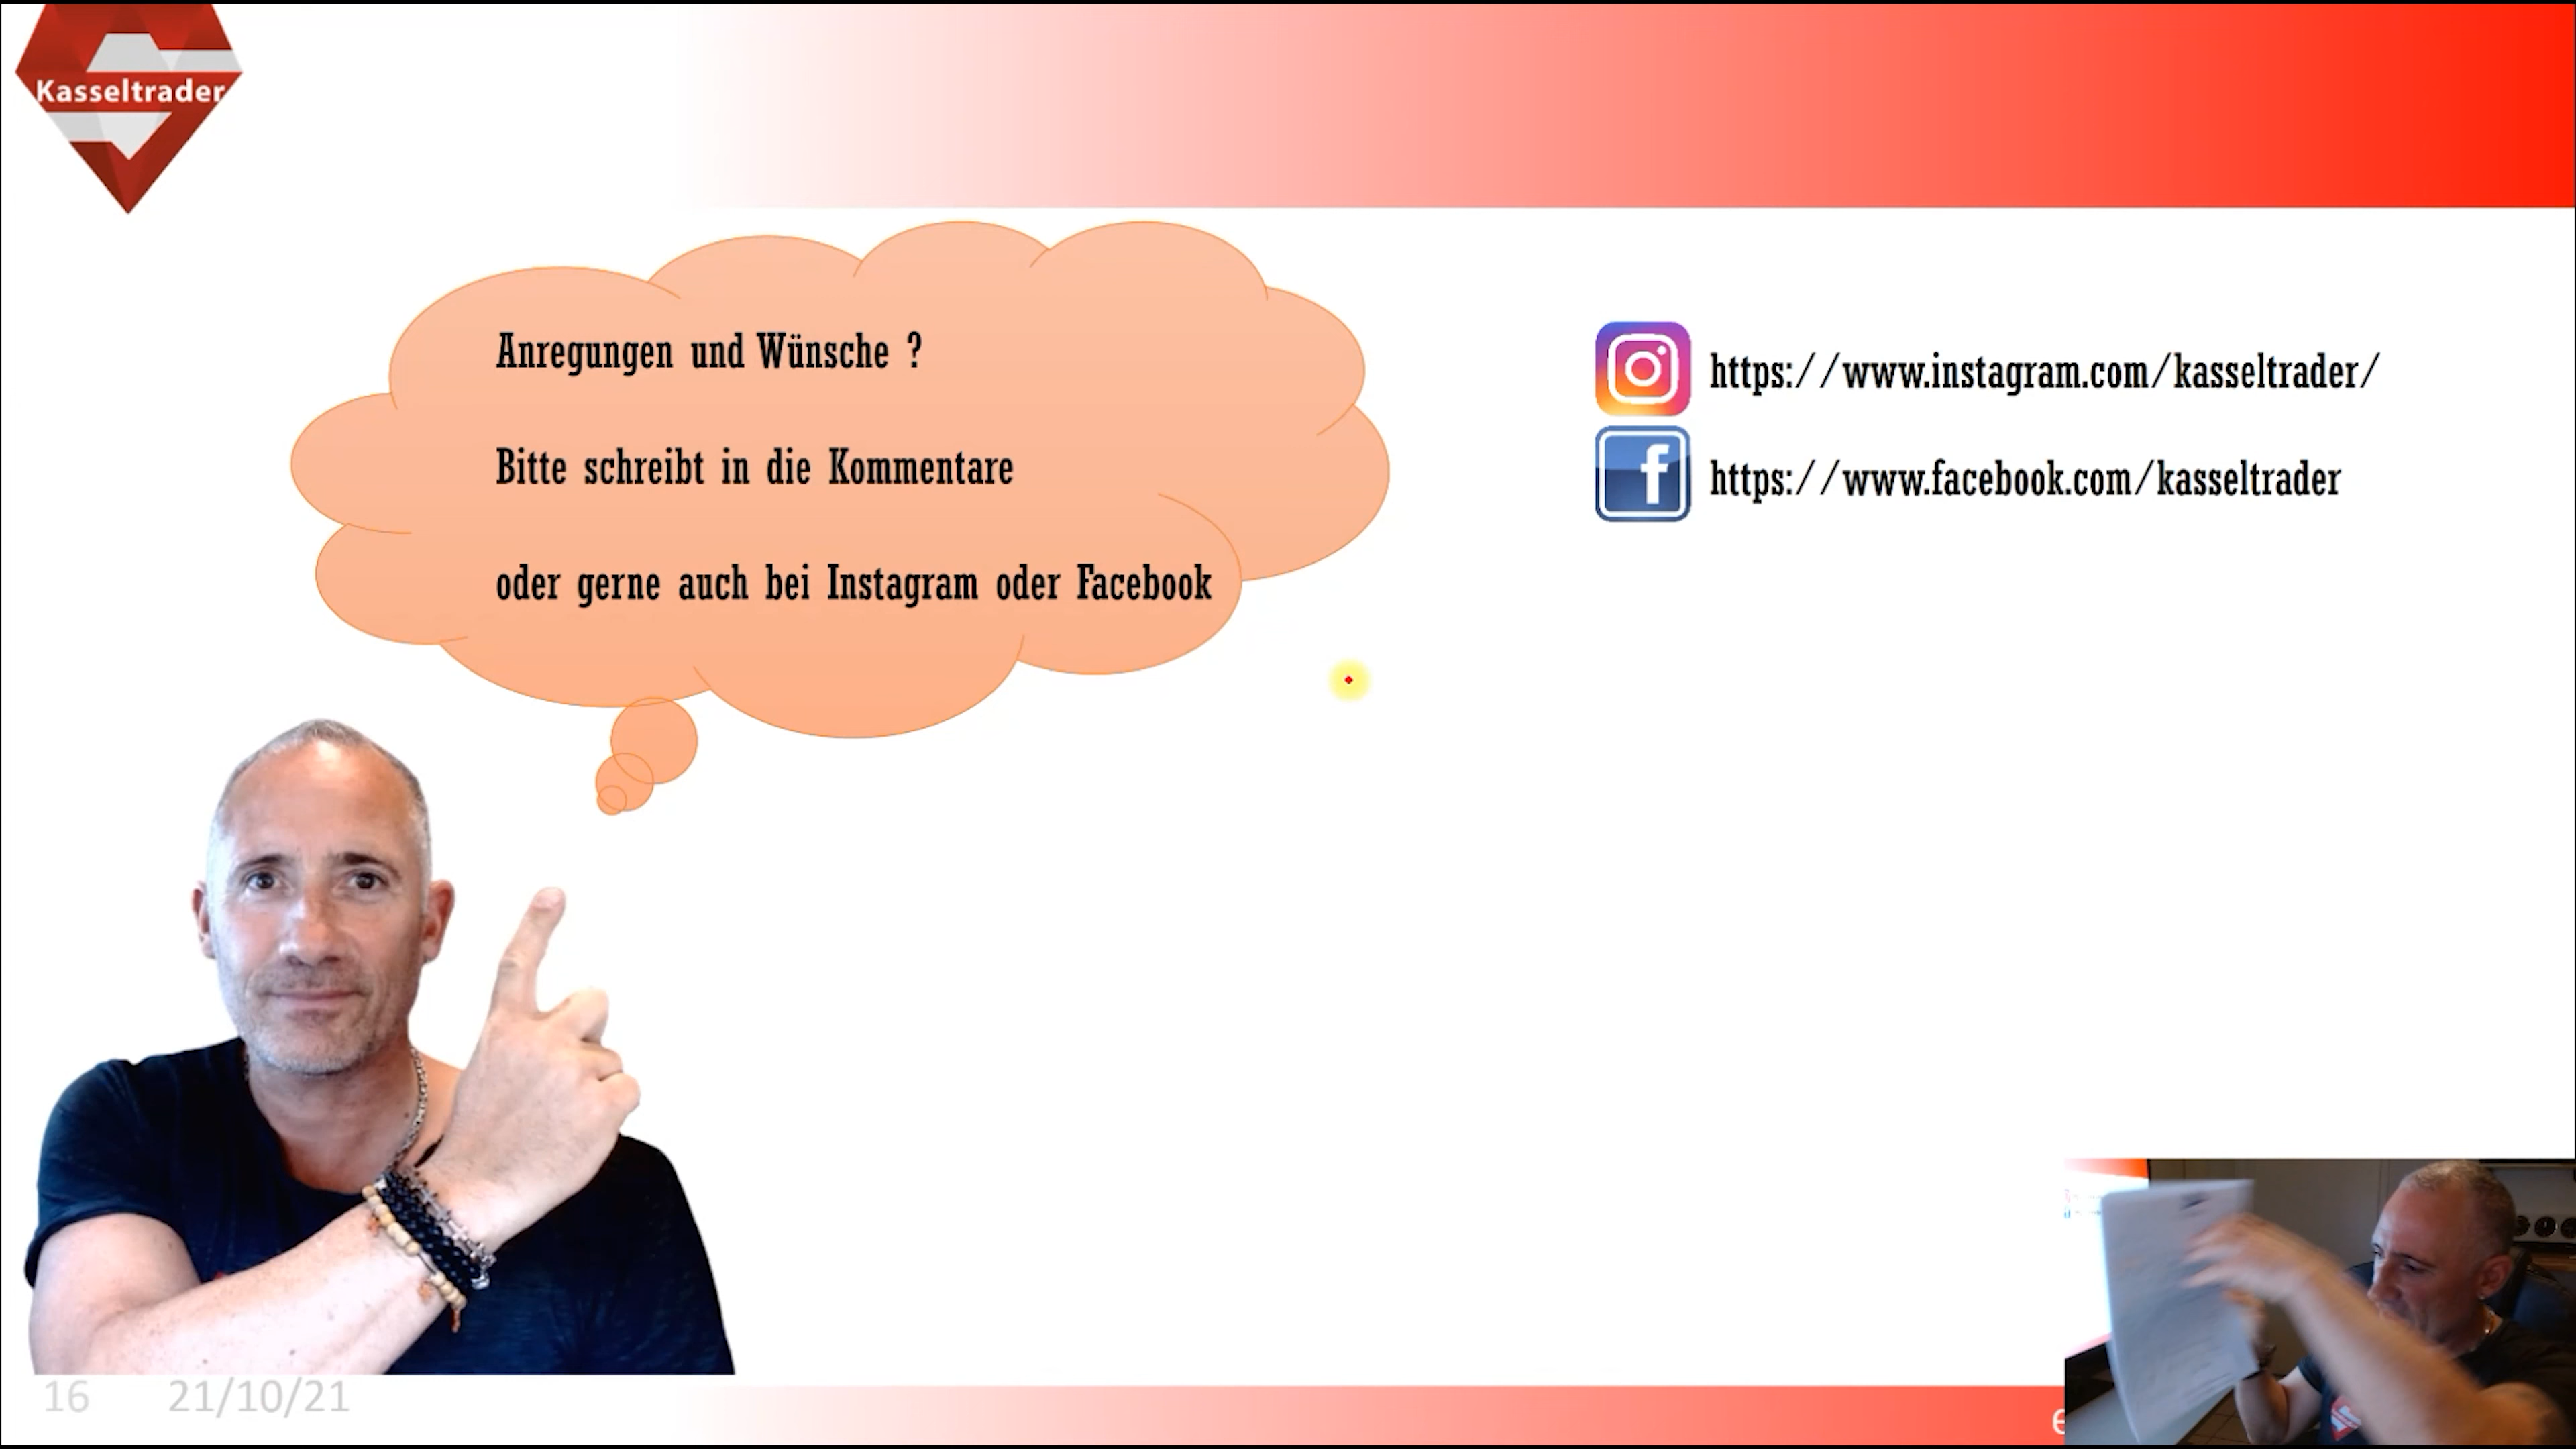 Kasseltrader
Anregungen und Wünsche ?
Bitte schreibt in die Kommentare
oder gerne auch bei Instagram oder Facebook
https://www.instagram.com/kasseltrader/
https://www.facebook.com/kasseltrader
16 21/10/21